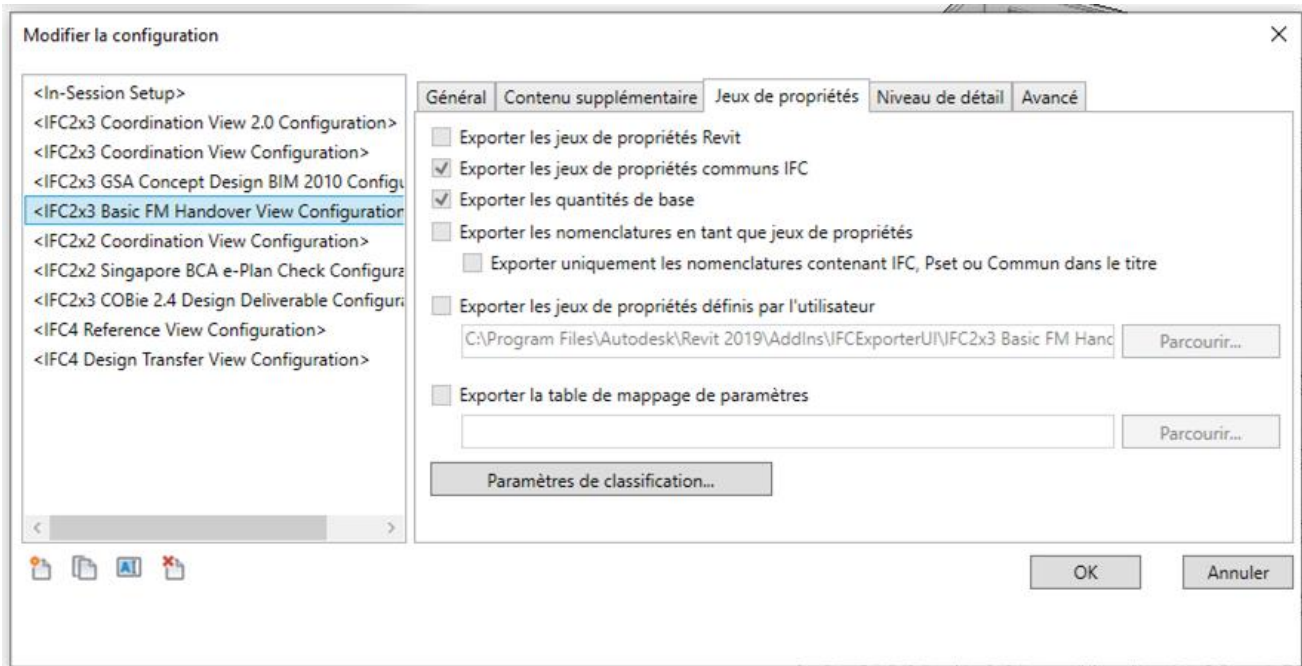 Modifier la configuration
<In-Session Setup>
<IFC2x3 Coordination View 2.0 Configuration>
<IFC2x3 Coordination View Configuration>
<IFC2x3 GSA Concept Design BIM 2010 Configu
<IFC2x3 Basic FM Handover View Configuration
<IFC2x2 Coordination View Configuration>
<IFC2x2 Singapore BCA e-Plan Check Configura
<IFC2x3 COBie 2.4 Design Deliverable Configura
<IFC4 Reference View Configuration>
<IFC4 Design Transfer View Configuration>
Général Contenu supplémentaire Jeux de propriétés Niveau de détail Avancé
Exporter les jeux de propriétés Revit
Exporter les jeux de propriétés communs IFC
Exporter les quantités de base
Exporter les nomenclatures en tant que jeux de propriétés
Exporter uniquement les nomenclatures contenant IFC, Pset ou Commun dans le titre
Exporter les jeux de propriétés définis par l'utilisateur
C:\Program Files\Autodesk\Revit 2019\AddIns\IFCExporterUI\IFC2x3 Basic FM Hand
Parcourir...
Exporter la table de mappage de paramètres
Parcourir...
Paramètres de classification...
OK Annuler